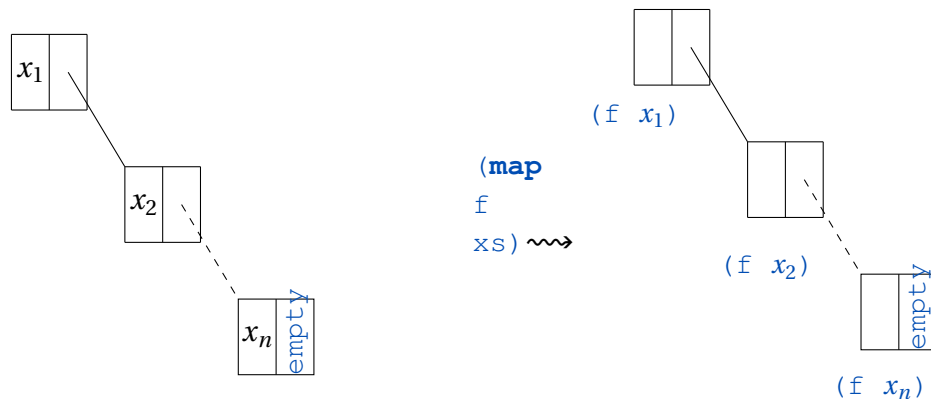 x₁
x₂
xₙ
empty
(map
f
xs) ⇝
(f x₁)
(f x₂)
empty
(f xₙ)